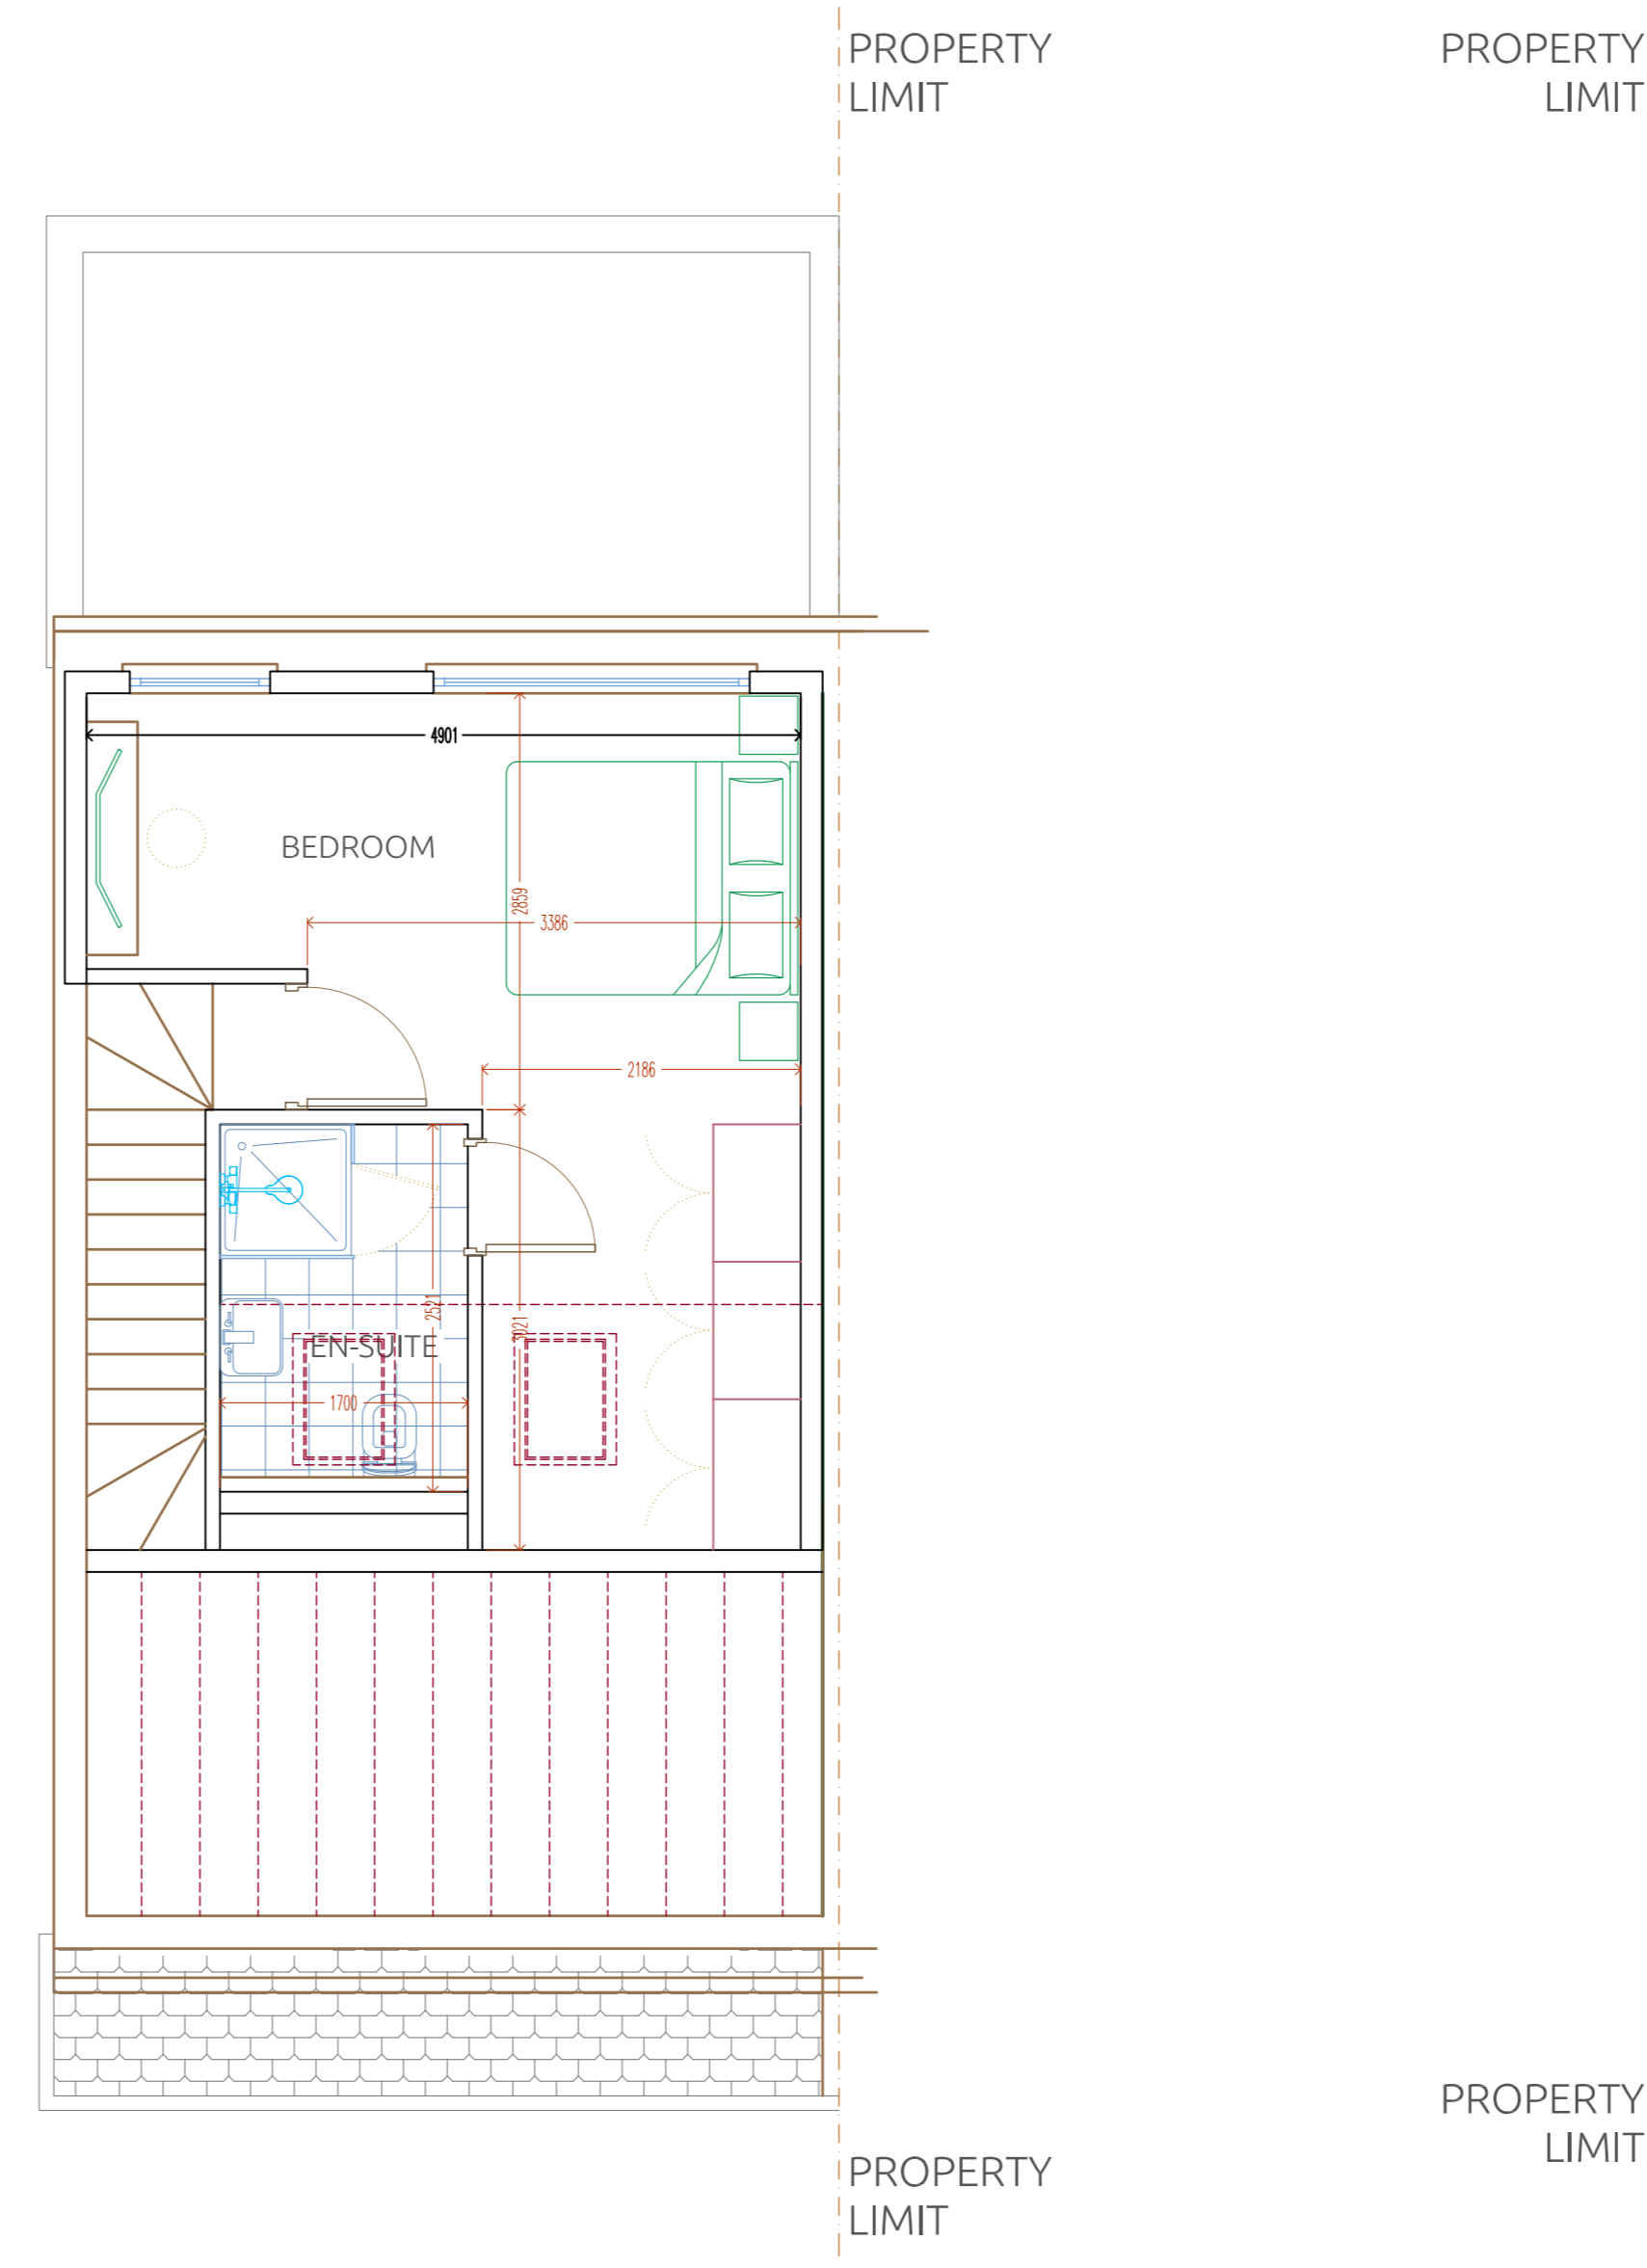 PROPERTY
LIMIT
PROPERTY
LIMIT
4901
BEDROOM
2859
3386
2186
2521
3021
EN-SUITE
1700
PROPERTY
LIMIT
PROPERTY
LIMIT